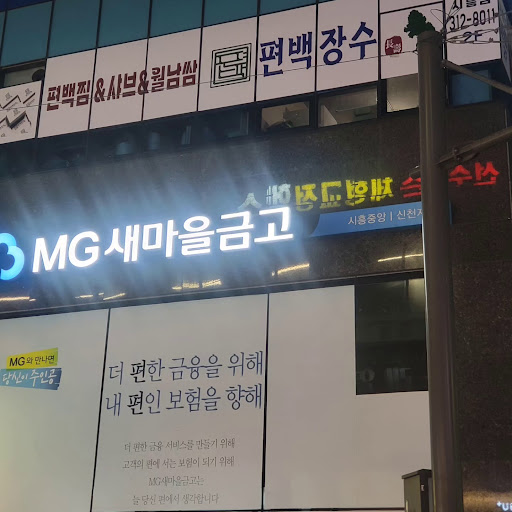 편백찜&샤브&월남쌈
편백장수
312-8011
MG새마을금고
시흥중앙 | 신천
MG와 만나면
당신이 주인공
더 편한 금융을 위해
내 편인 보험을 향해
더 편한 금융 서비스를 만들기 위해
고객의 편에 서는 보험이 되기 위해
MG새마을금고는
늘 당신 편에서 생각합니다